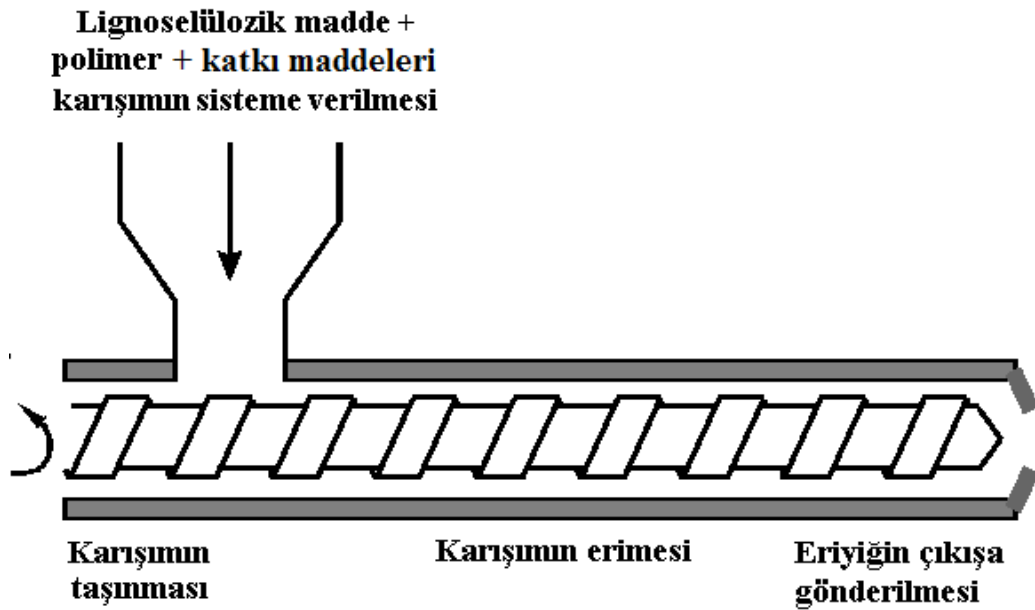 Lignoselülozik madde +
polimer + katkı maddeleri
karışımın sisteme verilmesi
Karışımın
taşınması
Karışımın erimesi
Eriyiğin çıkışa
gönderilmesi